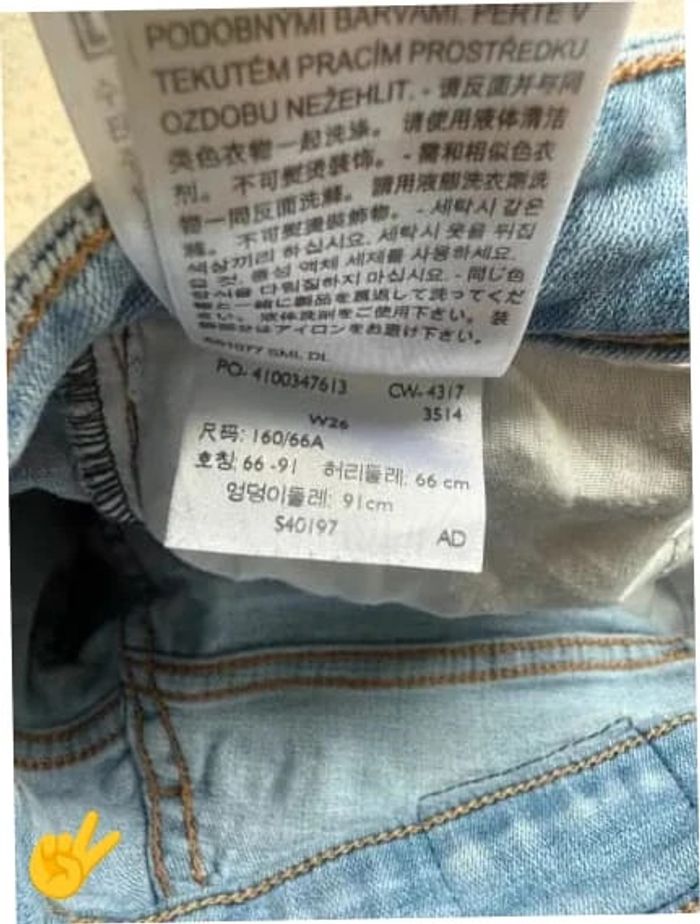 PODOBNÝMI BARVAMI. PERTE V
TEKUTÉM PRACÍM PROSTŘEDKU
OZDOBU NEŽEHLIT. - 请反面并与同
类色衣物一起洗涤。 请使用液体清洁
剂。 不可熨烫装饰。 - 需和相似色衣
物一同反面洗滌。 請用液態洗衣劑洗
滌。 不可熨燙裝飾物。 - 세탁시 같은
색상끼리 하십시요. 세탁시 옷을 뒤집
을 것. 중성 액체 세제를 사용하세요.
장식을 다림질하지 마십시요. - 同じ色
一緒に製品を裏返して洗ってくだ
さい。 液体洗剤をご使用下さい。 装
飾部分はアイロンをお避け下さい。
SML DL
PO- 4100347613 CW- 4317
W26 3514
尺码: 160/66A
호칭: 66 -91 허리둘레: 66 cm
엉덩이둘레: 91cm
S40197 AD